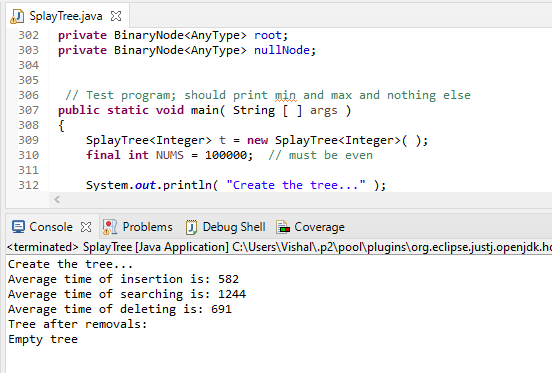 SplayTree.java
302 private BinaryNode<AnyType> root;
303 private BinaryNode<AnyType> nullNode;
304
305
306 // Test program; should print min and max and nothing else
307 public static void main( String [ ] args )
308 {
309 SplayTree<Integer> t = new SplayTree<Integer>( );
310 final int NUMS = 100000; // must be even
311
312 System.out.println( "Create the tree..." );
Console Problems Debug Shell Coverage
<terminated> SplayTree [Java Application] C:\Users\Vishal\.p2\pool\plugins\org.eclipse.justj.openjdk.ho
Create the tree...
Average time of insertion is: 582
Average time of searching is: 1244
Average time of deleting is: 691
Tree after removals:
Empty tree